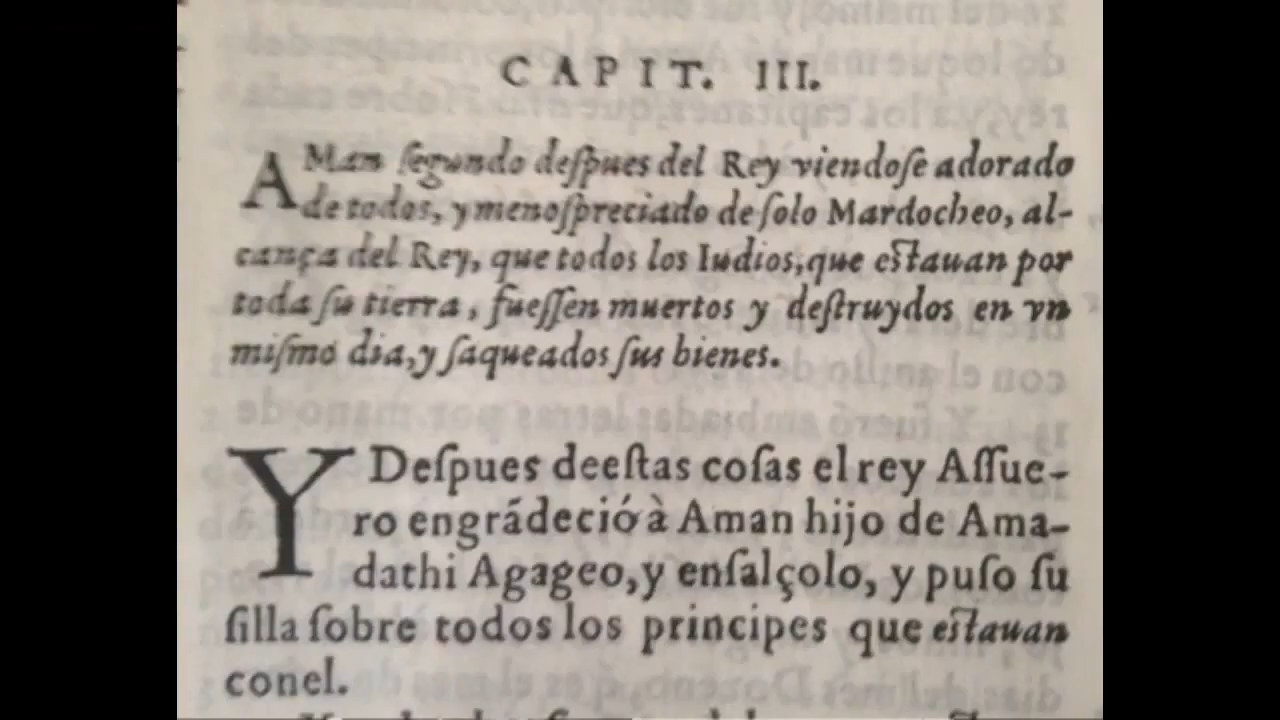 CAPIT. III.
AMan ſegundo deſpues del Rey viendoſe adorado
de todos, y menoſpreciado de ſolo Mardocheo, al-
cança del Rey, que todos los Iudios, que eſtauan por
toda ſu tierra, fueſſen muertos y deſtruydos en vn
miſmo dia, y ſaqueados ſus bienes.
Y Deſpues deeſtas coſas el rey Aſſue-
ro engrãdeció à Aman hijo de Ama-
dathi Agageo, y enſalçolo, y puſo ſu
ſilla ſobre todos los principes que eſtauan
conel.